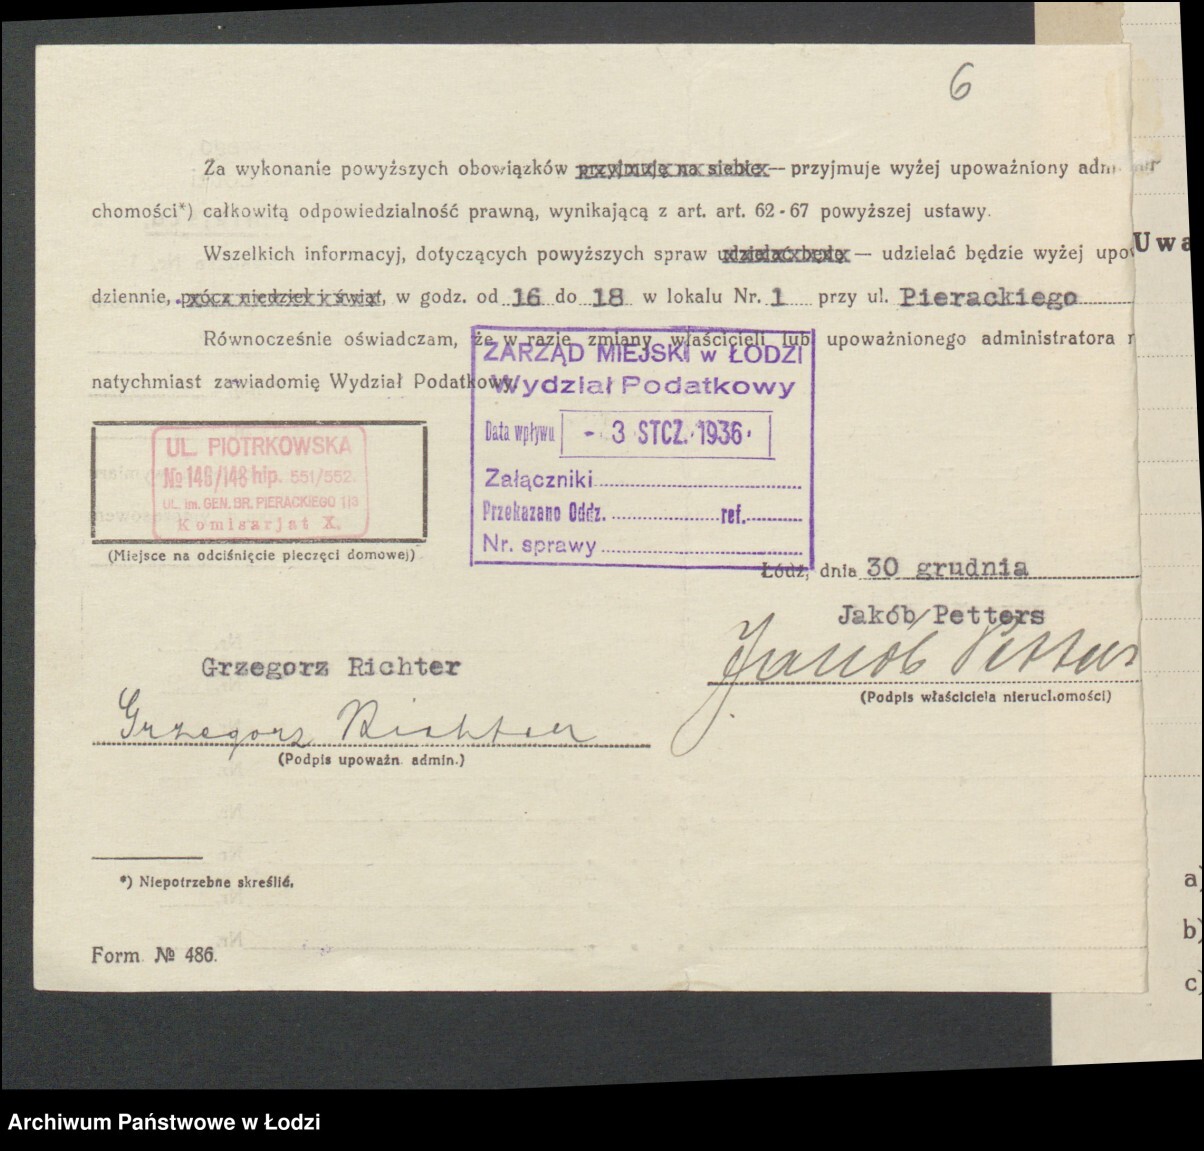 6
Za wykonanie powyższych obowiązków przyjmuję na siebie — przyjmuje wyżej upoważniony adm
chomości*) całkowitą odpowiedzialność prawną, wynikającą z art. art. 62-67 powyższej ustawy.
Wszelkich informacyj, dotyczących powyższych spraw udzielać będę — udzielać będzie wyżej upo
dziennie, prócz niedziel i świąt, w godz. od 16 do 18 w lokalu Nr. 1 przy ul. Pierackiego
Równocześnie oświadczam, że w razie zmiany właścicieli lub upoważnionego administratora
natychmiast zawiadomię Wydział Podatkowy.
ZARZĄD MIEJSKI w ŁODZI
Wydział Podatkowy
Data wpływu - 3 STCZ. 1936
Załączniki
Przekazano Oddz. ref.
Nr. sprawy
UL. PIOTRKOWSKA
№ 146/148 hip. 551/552.
UL. im. GEN. BR. PIERACKIEGO 1/3
Komisarjat X.
(Miejsce na odciśnięcie pieczęci domowej)
Łódź, dnia 30 grudnia
Jakób Petters
Jakób Petters
(Podpis właściciela nieruchomości)
Grzegorz Richter
Grzegorz Richter
(Podpis upoważn. admin.)
*) Niepotrzebne skreślić.
Form. № 486.
Uwa
a)
b)
c)
Archiwum Państwowe w Łodzi